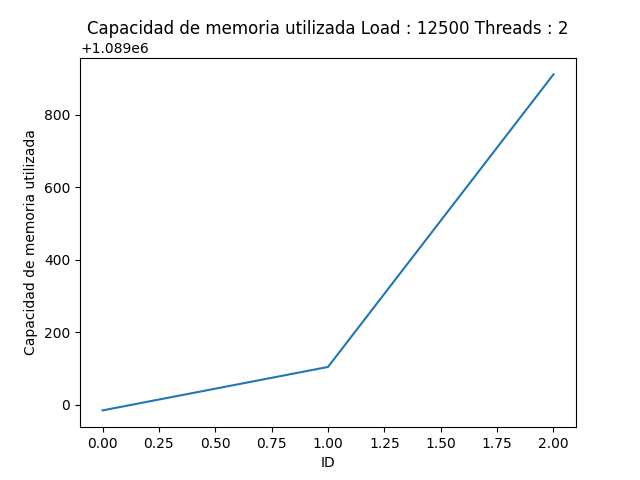 Capacidad de memoria utilizada Load : 12500 Threads : 2
+1.089e6
800
600
400
200
0
Capacidad de memoria utilizada
0.00 0.25 0.50 0.75 1.00 1.25 1.50 1.75 2.00
ID